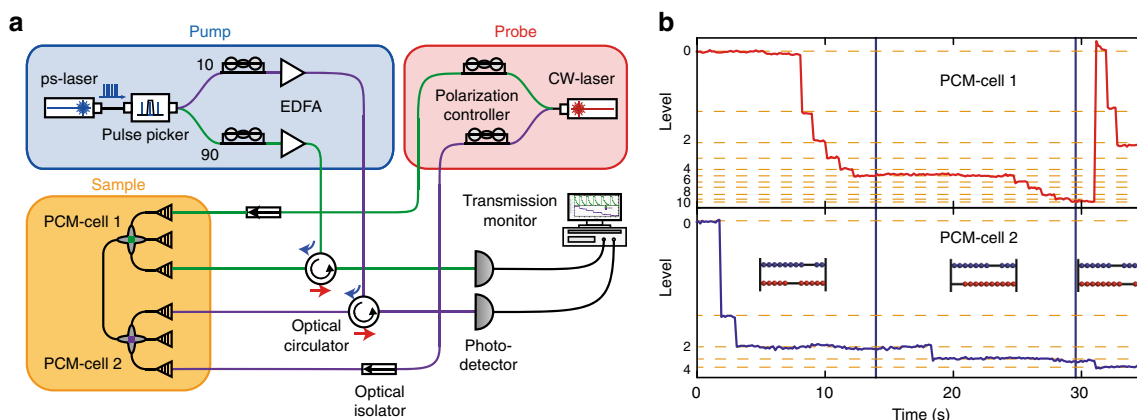 a
Pump
10
ps-laser
EDFA
Pulse picker
90
Probe
CW-laser
Polarization
controller
Sample
PCM-cell 1
PCM-cell 2
Transmission
monitor
Optical
circulator
Photo-
detector
Optical
isolator
b
PCM-cell 1
Level
0
2
4
6
8
10
PCM-cell 2
Level
0
2
4
0
10
20
30
Time (s)